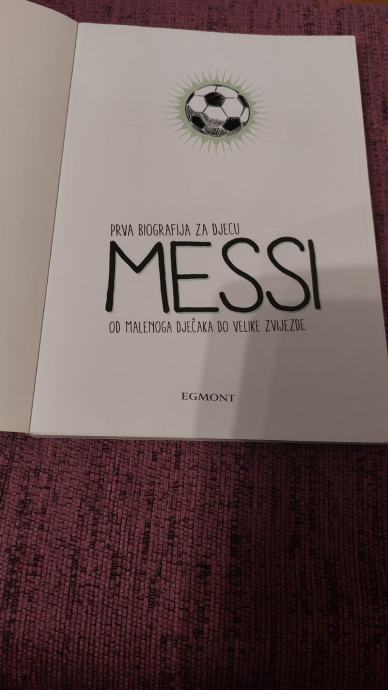 PRVA BIOGRAFIJA ZA DJECU
MESSI
OD MALENOGA DJEČAKA DO VELIKE ZVIJEZDE
EGMONT